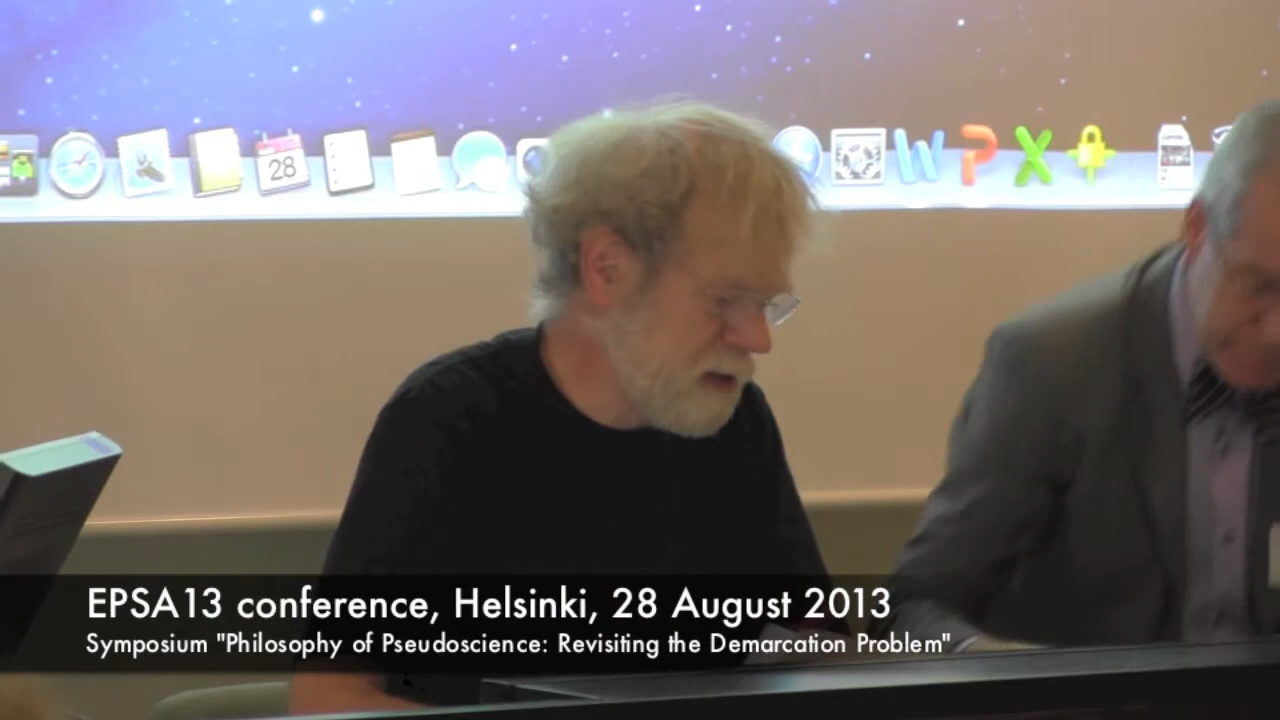 28
W P X
EPSA13 conference, Helsinki, 28 August 2013
Symposium "Philosophy of Pseudoscience: Revisiting the Demarcation Problem"